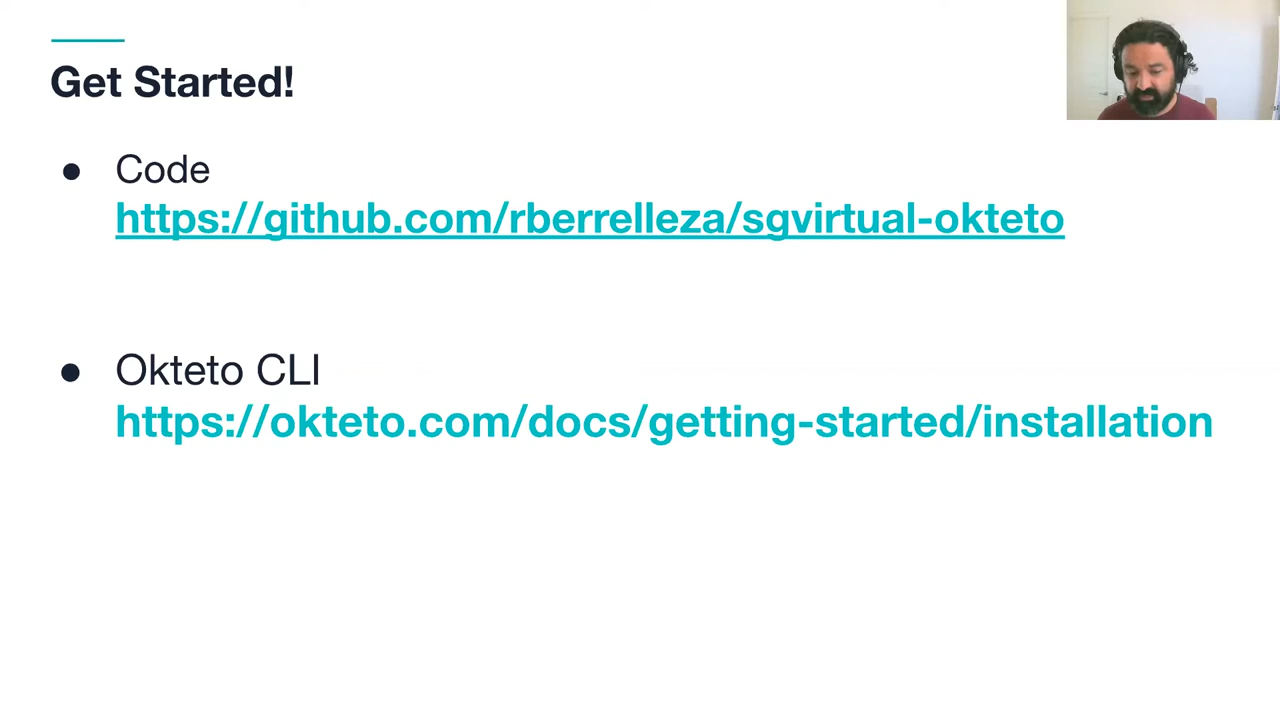 Get Started!
● Code
https://github.com/rberrelleza/sgvirtual-okteto
● Okteto CLI
https://okteto.com/docs/getting-started/installation